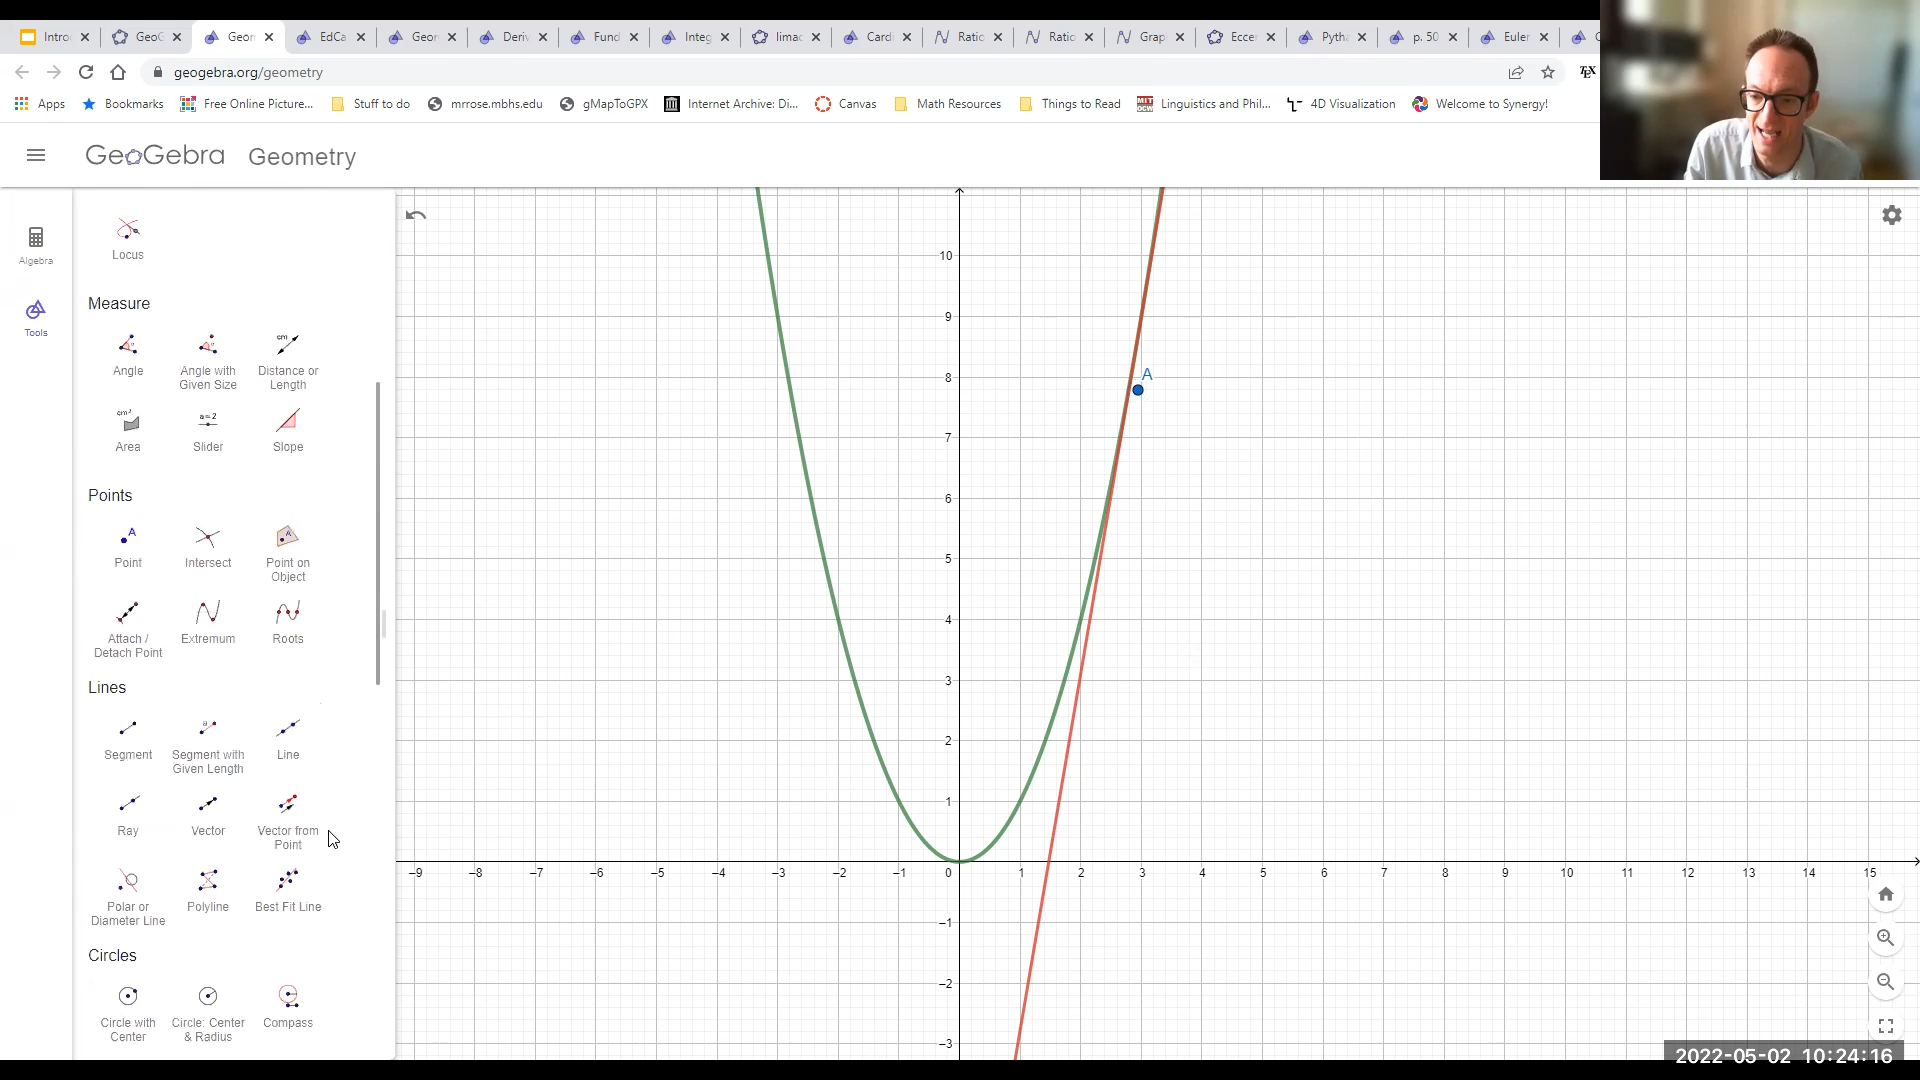 Intro GeoG Geon EdCa Geon Deriv Fund Integ limac Cardi Ratio Ratio Grap Eccer Pytha p. 50 Euler
geogebra.org/geometry
Apps Bookmarks Free Online Picture... Stuff to do mrrose.mbhs.edu gMapToGPX Internet Archive: Di... Canvas Math Resources Things to Read Linguistics and Phil... 4D Visualization Welcome to Synergy!
GeoGebra Geometry
Algebra
Tools
Locus
Measure
Angle
Angle with
Given Size
Distance or
Length
Area
Slider
Slope
Points
Point
Intersect
Point on
Object
Attach /
Detach Point
Extremum
Roots
Lines
Segment
Segment with
Given Length
Line
Ray
Vector
Vector from
Point
Polar or
Diameter Line
Polyline
Best Fit Line
Circles
Circle with
Center
Circle: Center
& Radius
Compass
10
9
8
A
7
6
5
4
3
2
1
–9 –8 –7 –6 –5 –4 –3 –2 –1 0 1 2 3 4 5 6 7 8 9 10 11 12 13 14 15
–1
–2
–3
2022-05-02 10:24:16